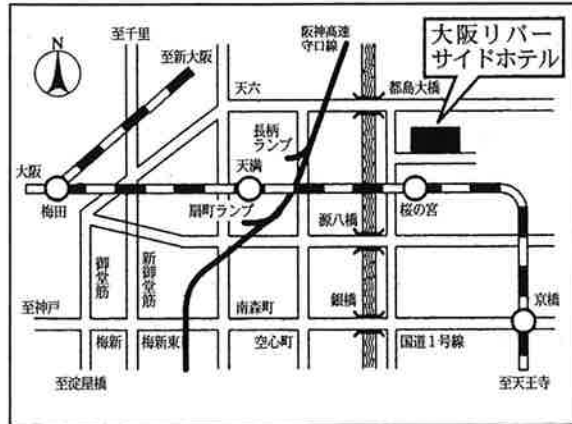 N
至千里
至新大阪
阪神高速
守口線
大阪リバー
サイドホテル
天六
都島大橋
長柄
ランプ
大阪
天満
梅田
扇町ランプ
源八橋
桜の宮
御堂筋
新御堂筋
至神戸
南森町
銀橋
京橋
梅新
梅新東
空心町
国道1号線
至淀屋橋
至天王寺